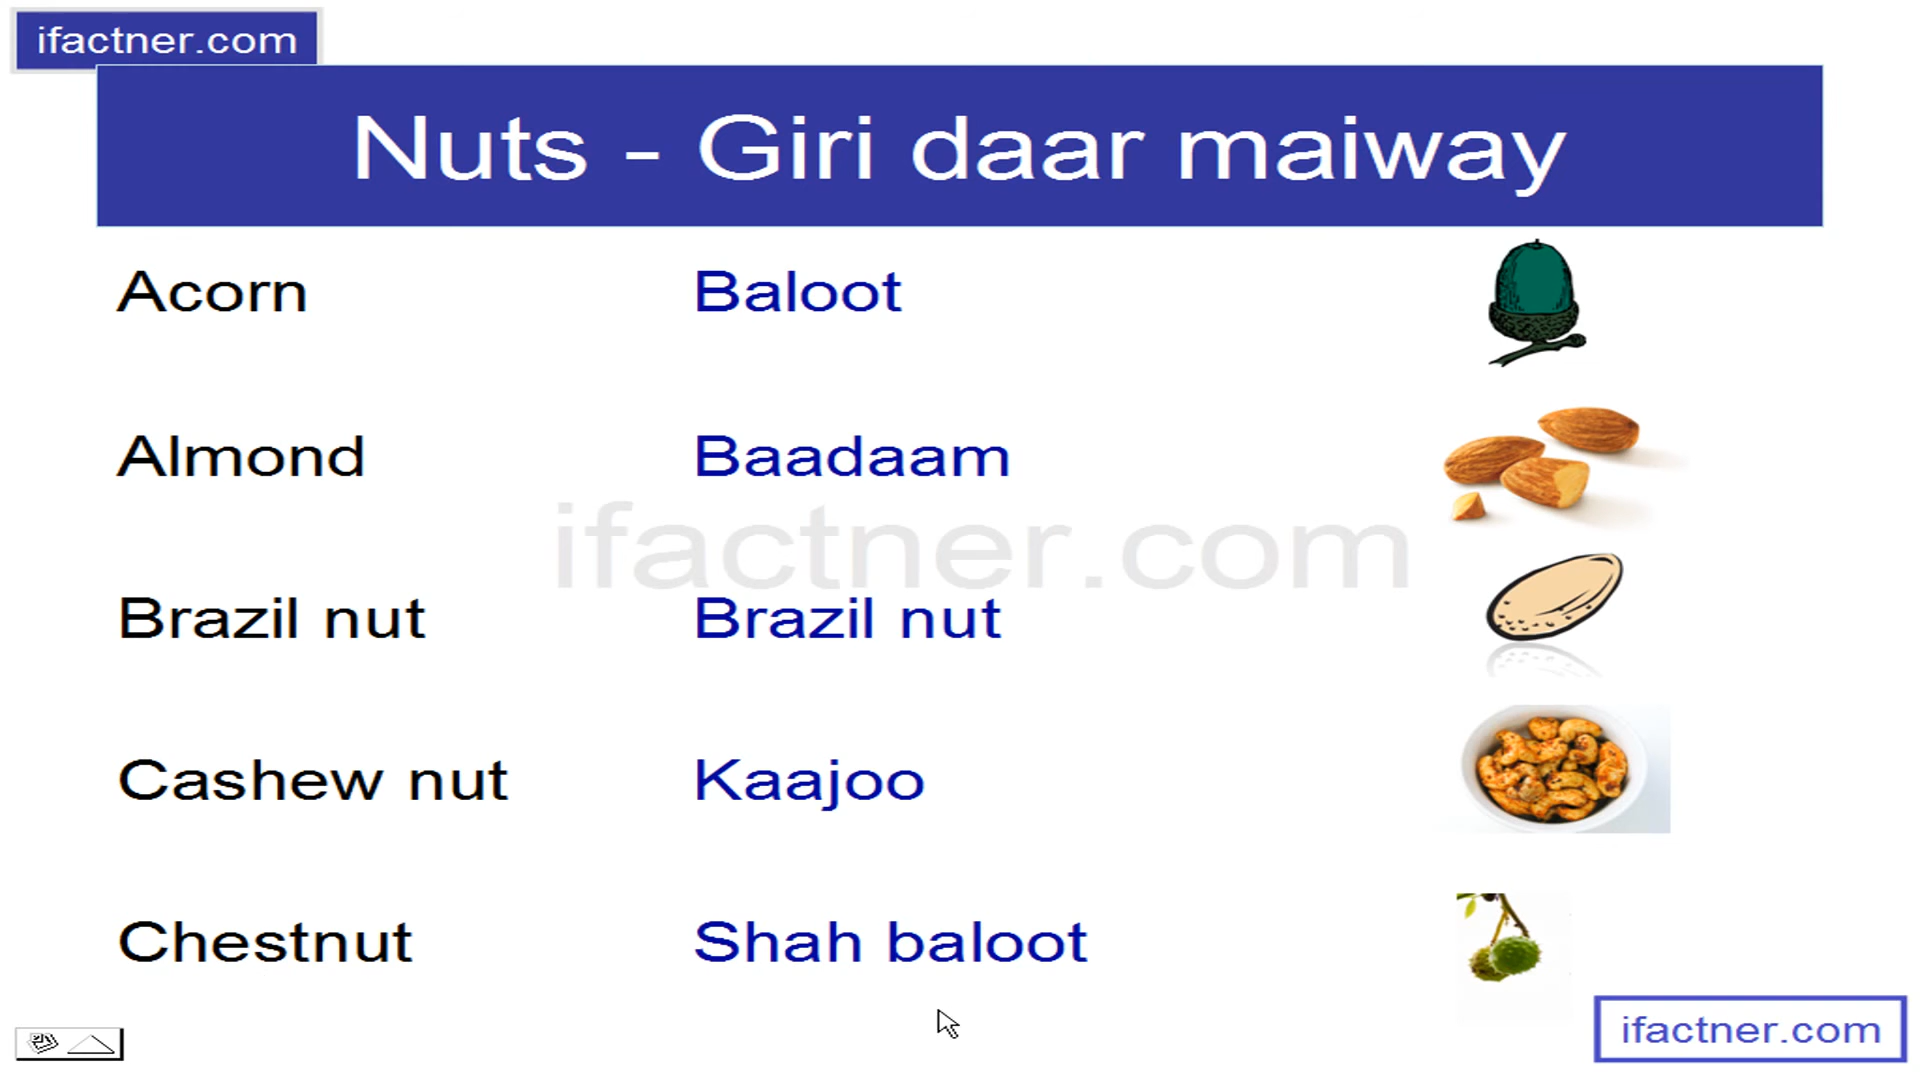 ifactner.com
Nuts - Giri daar maiway
Acorn Baloot
Almond Baadaam
ifactner.com
Brazil nut Brazil nut
Cashew nut Kaajoo
Chestnut Shah baloot
ifactner.com